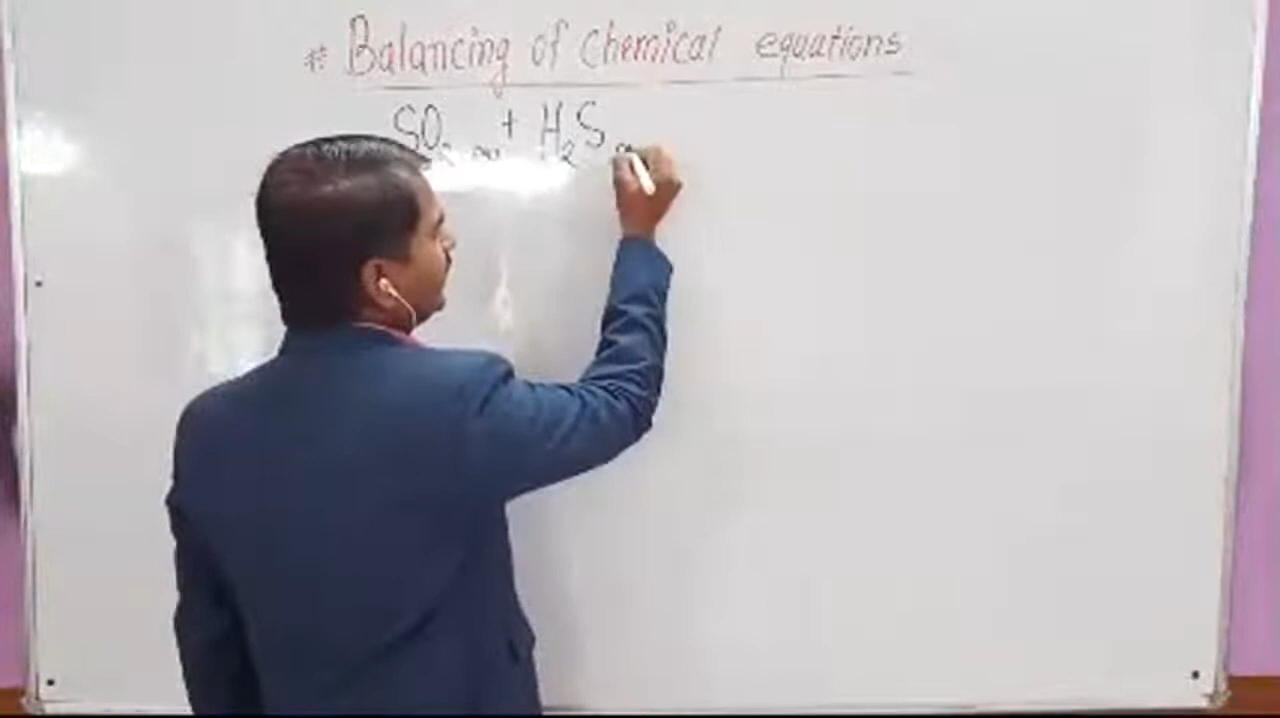 # Balancing of Chemical equations
SO₂ + H₂S